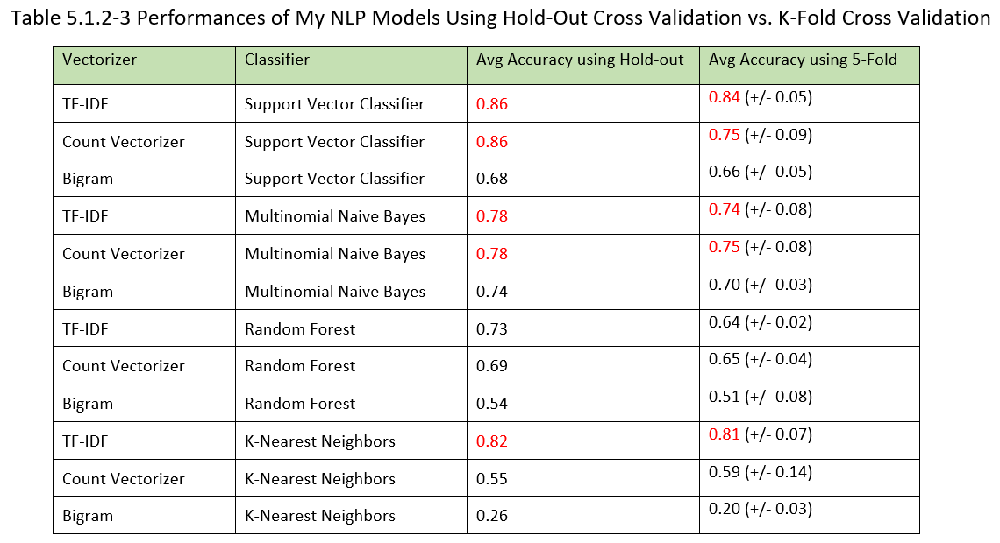 Table 5.1.2-3 Performances of My NLP Models Using Hold-Out Cross Validation vs. K-Fold Cross Validation
Vectorizer Classifier Avg Accuracy using Hold-out Avg Accuracy using 5-Fold
TF-IDF Support Vector Classifier 0.86 0.84 (+/- 0.05)
Count Vectorizer Support Vector Classifier 0.86 0.75 (+/- 0.09)
Bigram Support Vector Classifier 0.68 0.66 (+/- 0.05)
TF-IDF Multinomial Naive Bayes 0.78 0.74 (+/- 0.08)
Count Vectorizer Multinomial Naive Bayes 0.78 0.75 (+/- 0.08)
Bigram Multinomial Naive Bayes 0.74 0.70 (+/- 0.03)
TF-IDF Random Forest 0.73 0.64 (+/- 0.02)
Count Vectorizer Random Forest 0.69 0.65 (+/- 0.04)
Bigram Random Forest 0.54 0.51 (+/- 0.08)
TF-IDF K-Nearest Neighbors 0.82 0.81 (+/- 0.07)
Count Vectorizer K-Nearest Neighbors 0.55 0.59 (+/- 0.14)
Bigram K-Nearest Neighbors 0.26 0.20 (+/- 0.03)